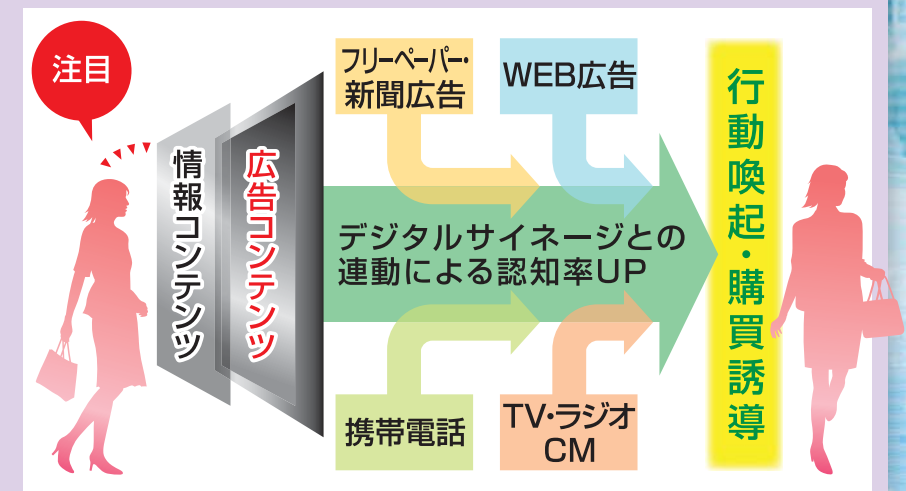 注目
情報コンテンツ
広告コンテンツ
フリーペーパー・
新聞広告
WEB広告
デジタルサイネージとの
連動による認知率UP
携帯電話
TV・ラジオ
CM
行動喚起・購買誘導